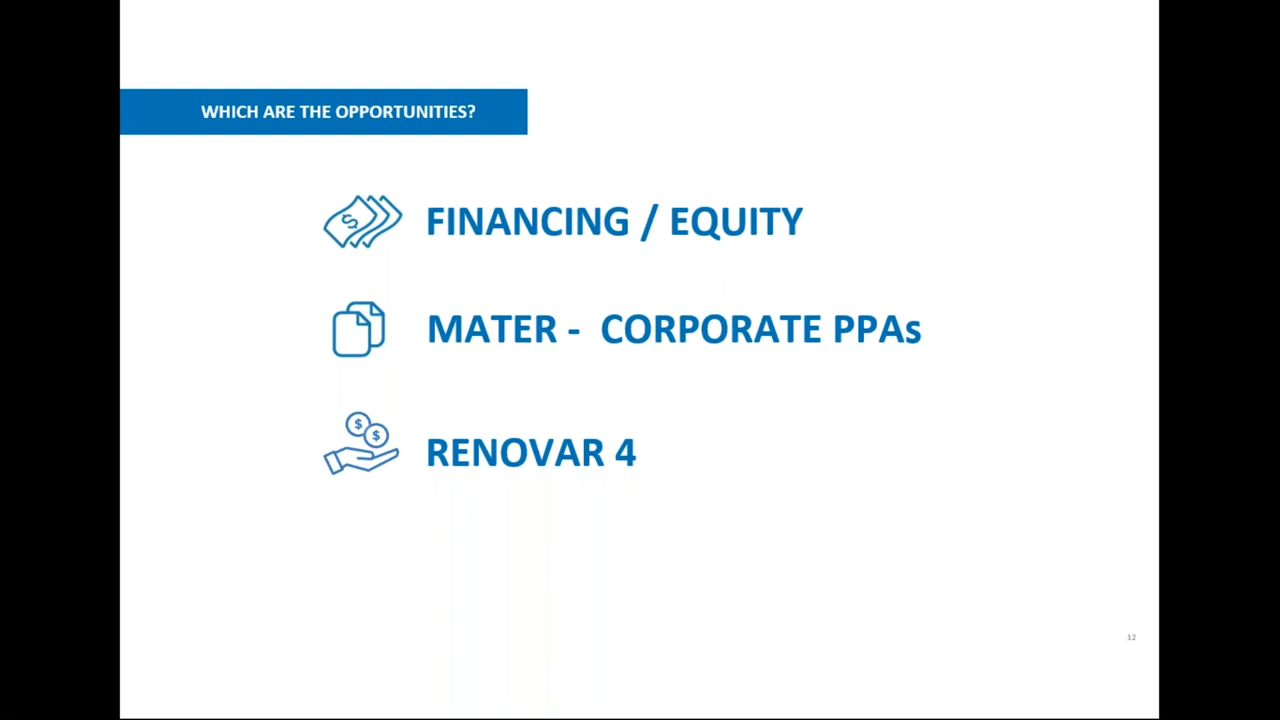 WHICH ARE THE OPPORTUNITIES?
FINANCING / EQUITY
MATER - CORPORATE PPAs
RENOVAR 4
12